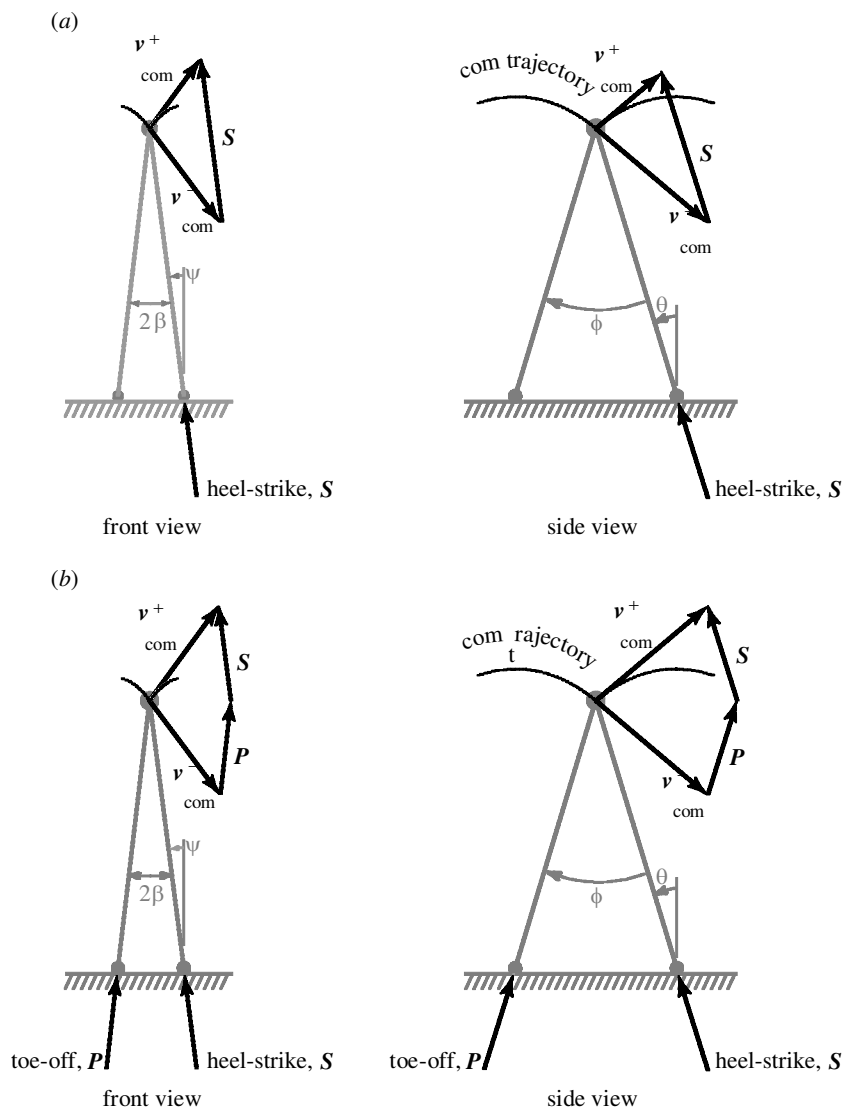 (a)
v+
com
S
v-
com
ψ
2β
heel-strike, S
front view
com trajectory
v+
com
S
v-
com
θ
ϕ
heel-strike, S
side view
(b)
v+
com
S
P
v-
com
ψ
2β
toe-off, P
heel-strike, S
front view
com rajectory
t
v+
com
S
P
v-
com
θ
ϕ
toe-off, P
heel-strike, S
side view